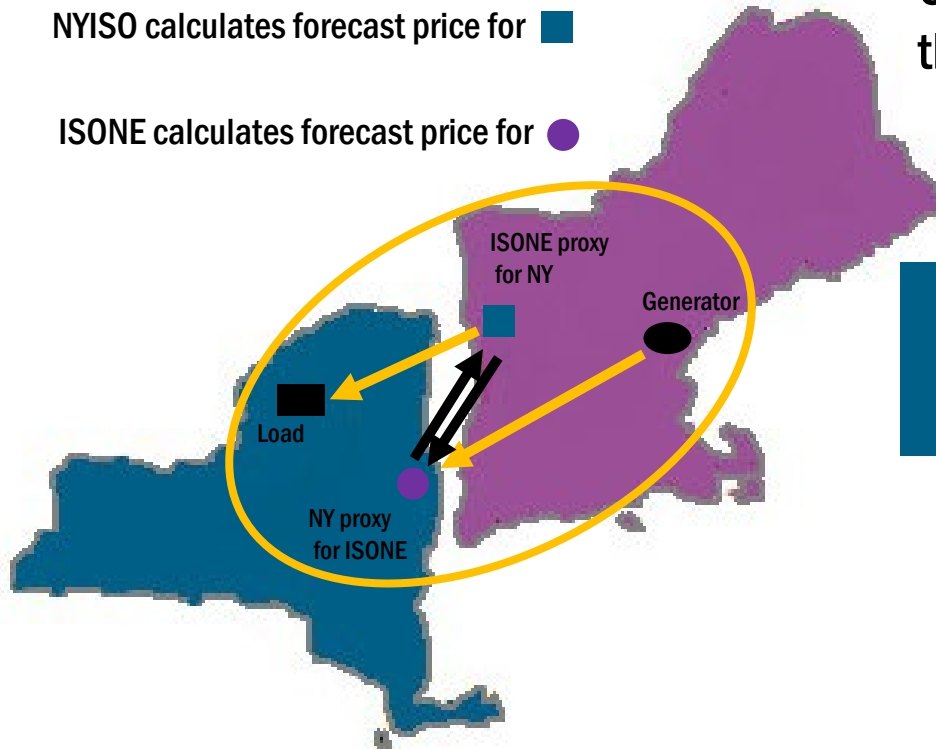 NYISO calculates forecast price for
ISONE calculates forecast price for
ISONE proxy
for NY
Generator
Load
NY proxy
for ISONE